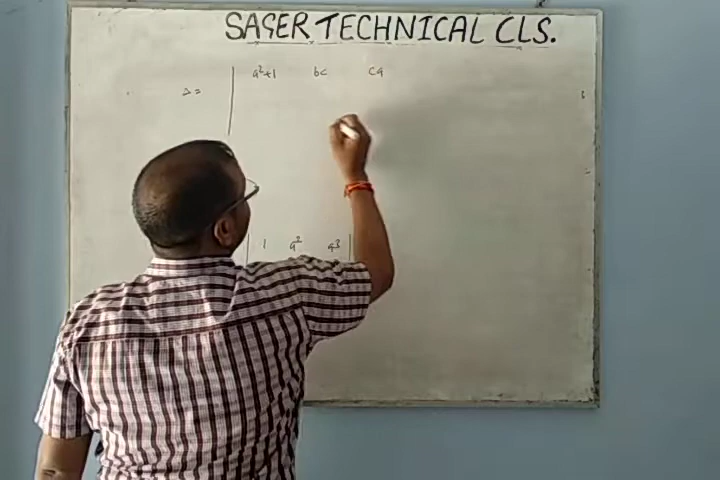 SAGER TECHNICAL CLS.
a²+1 bc ca
Δ =
1 a² a³